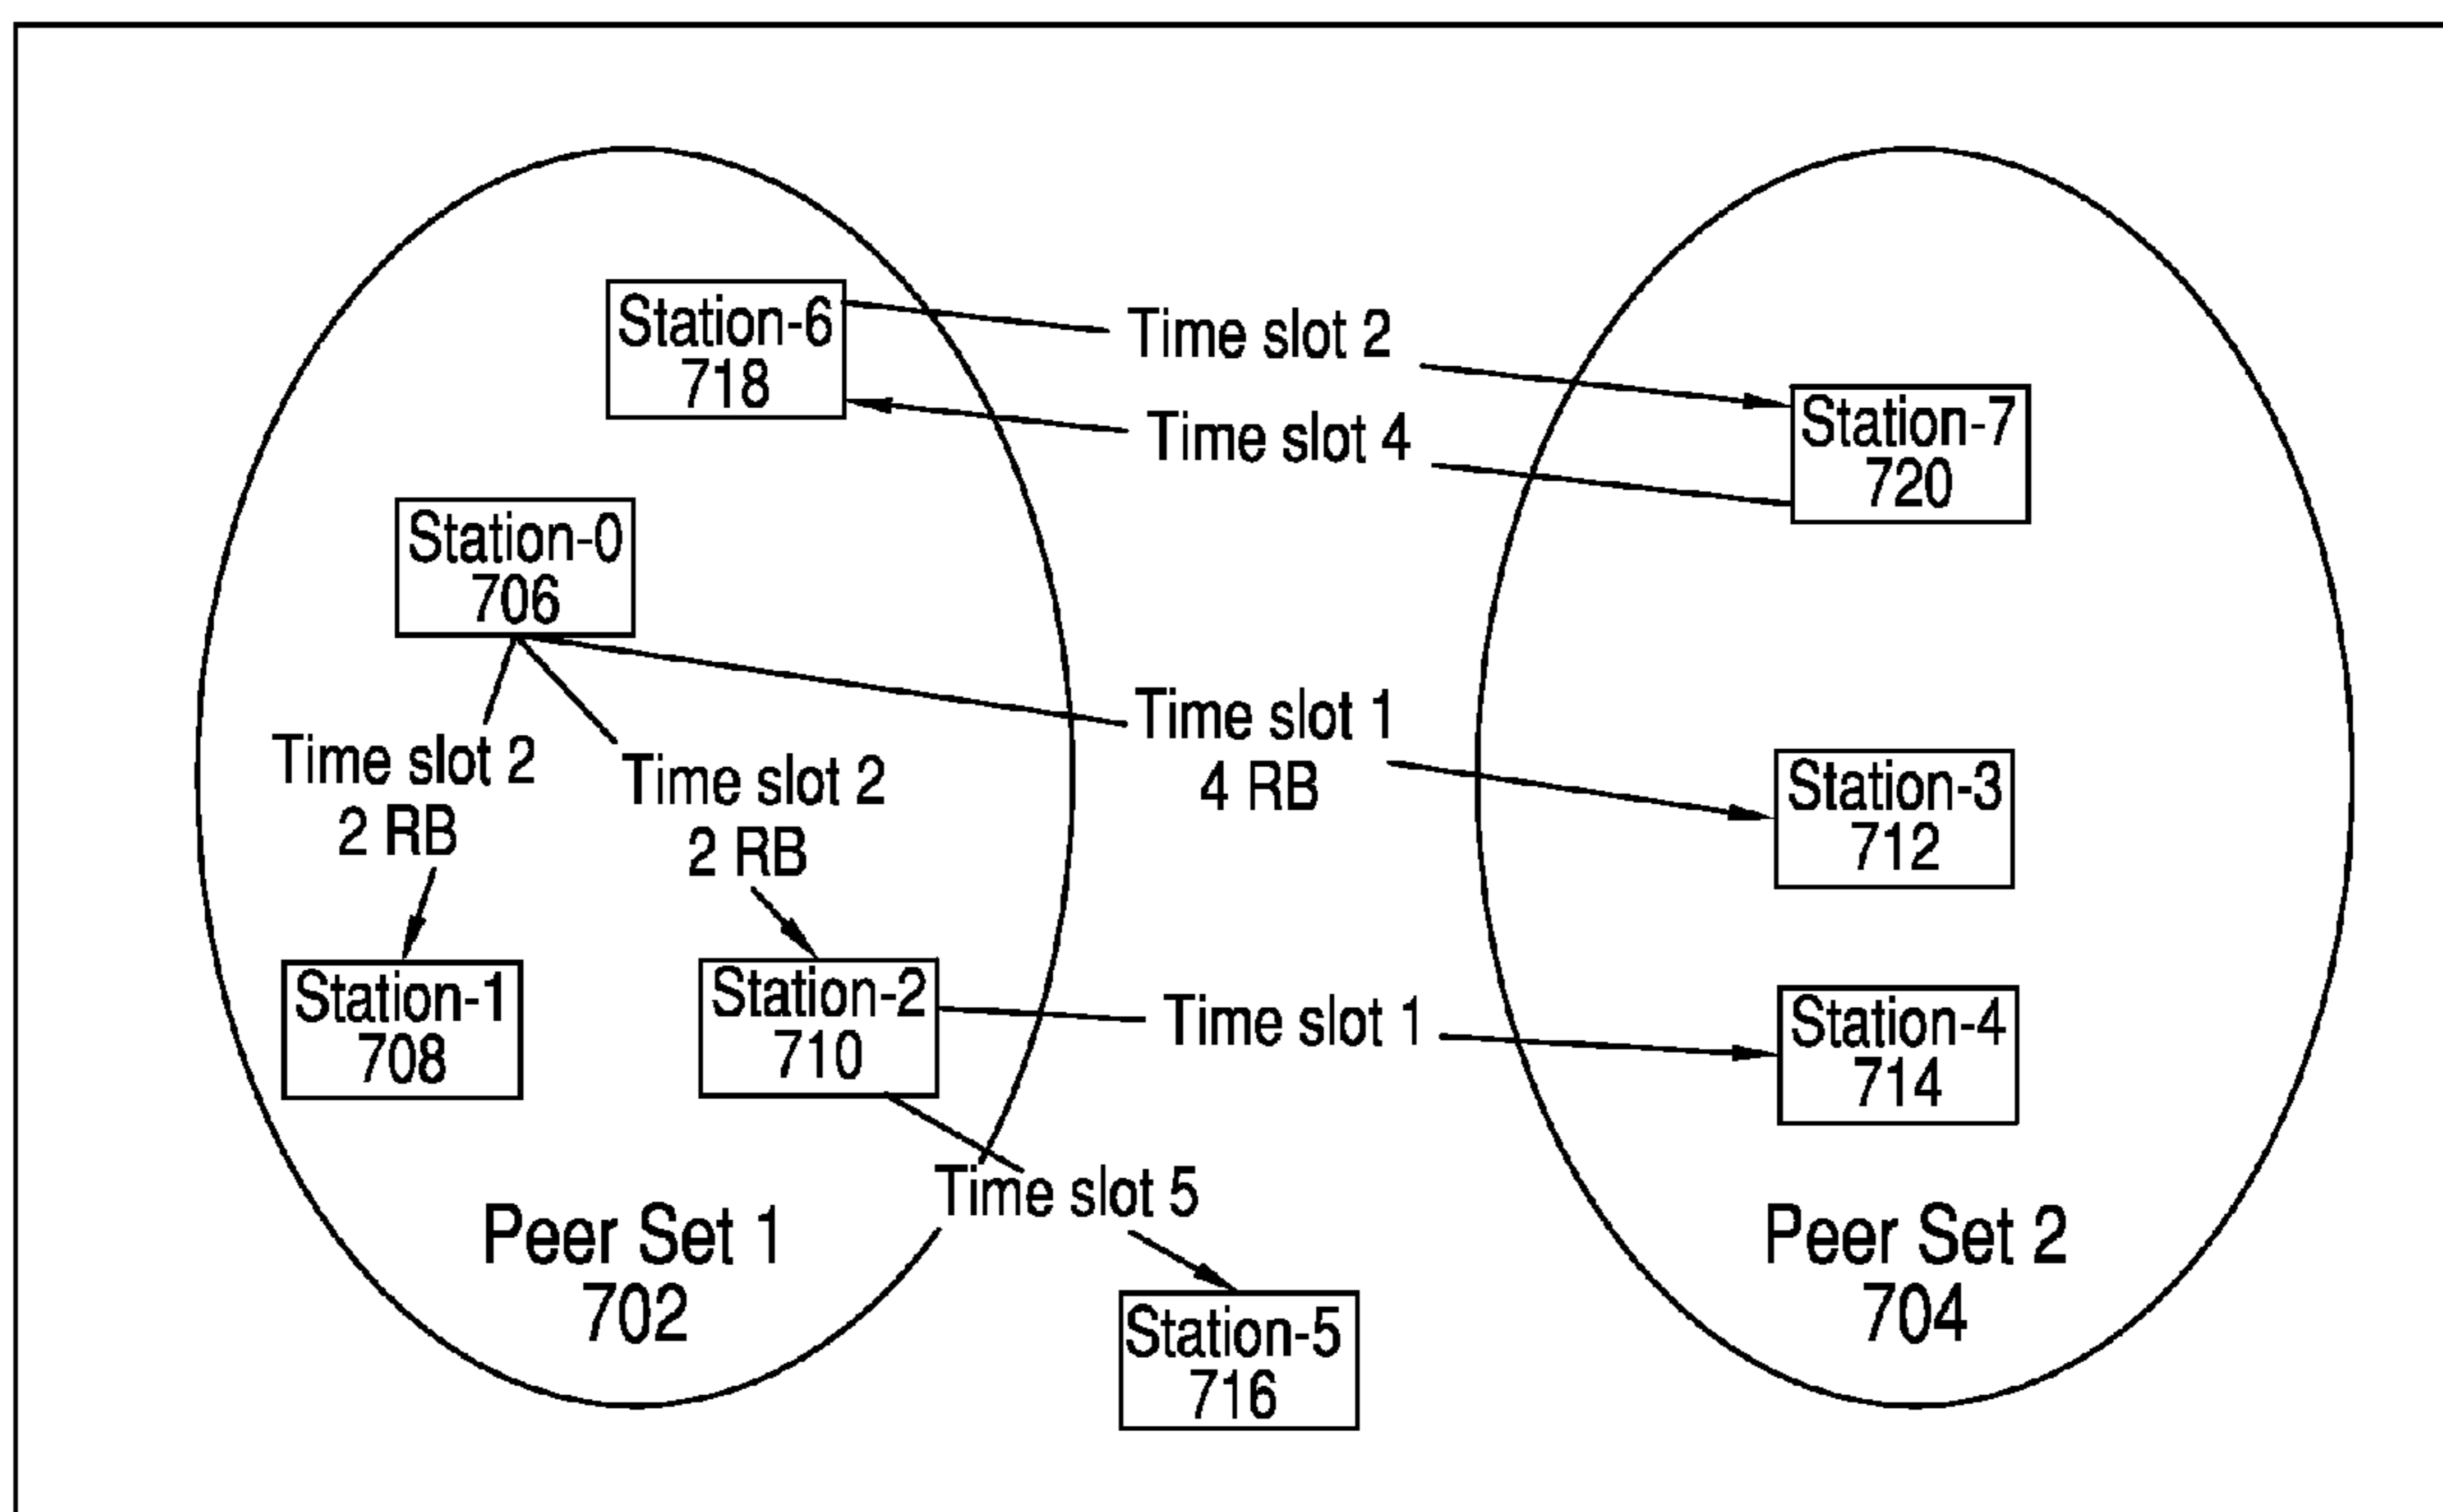 Station-6
718
Time slot 2
Time slot 4
Station-7
720
Station-0
706
Time slot 2
2 RB
Time slot 2
2 RB
Time slot 1
4 RB
Station-3
712
Station-1
708
Station-2
710
Time slot 1
Station-4
714
Time slot 5
Peer Set 1
702
Station-5
716
Peer Set 2
704